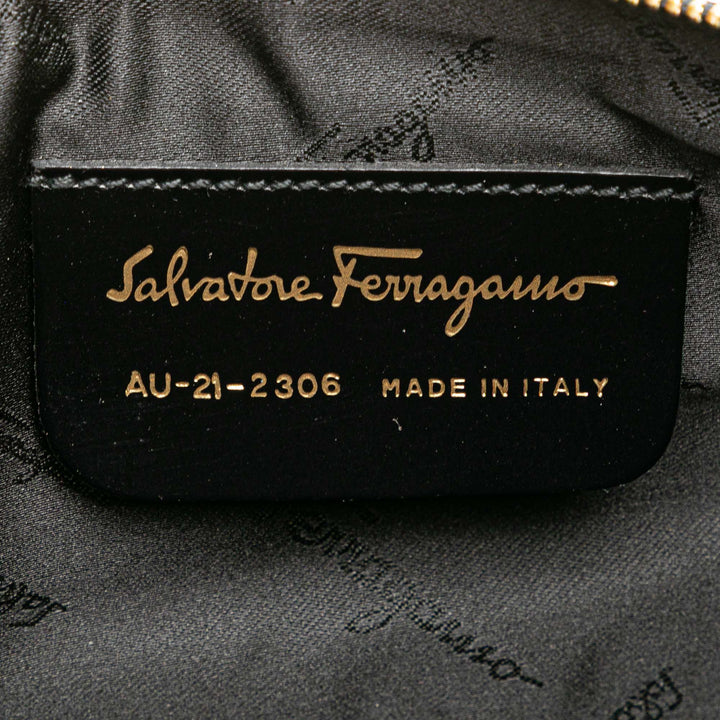 Salvatore Ferragamo
AU-21-2306 MADE IN ITALY